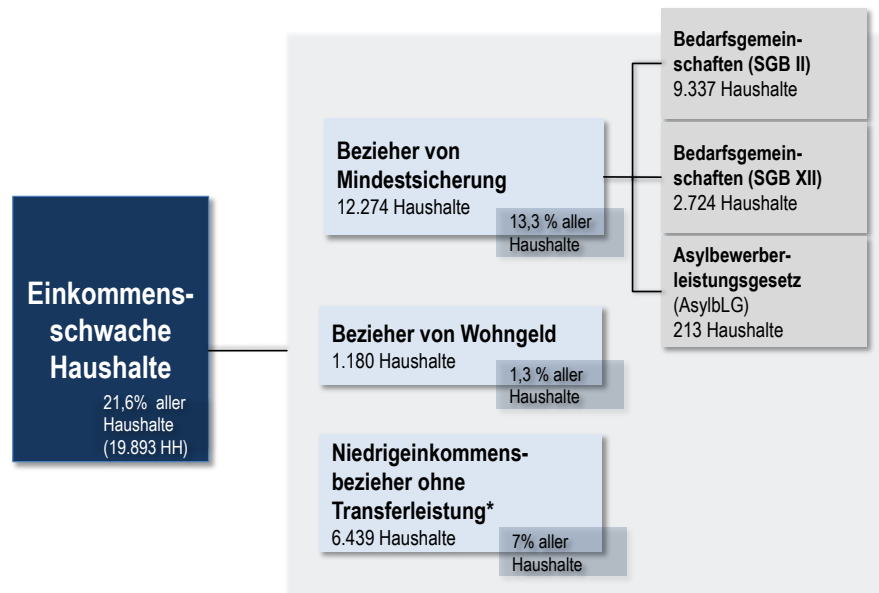 Einkommens-
schwache
Haushalte
21,6% aller
Haushalte
(19.893 HH)
Bezieher von
Mindestsicherung
12.274 Haushalte
13,3 % aller
Haushalte
Bezieher von Wohngeld
1.180 Haushalte
1,3 % aller
Haushalte
Niedrigeinkommens-
bezieher ohne
Transferleistung*
6.439 Haushalte
7% aller
Haushalte
Bedarfsgemein-
schaften (SGB II)
9.337 Haushalte
Bedarfsgemein-
schaften (SGB XII)
2.724 Haushalte
Asylbewerber-
leistungsgesetz
(AsylbLG)
213 Haushalte